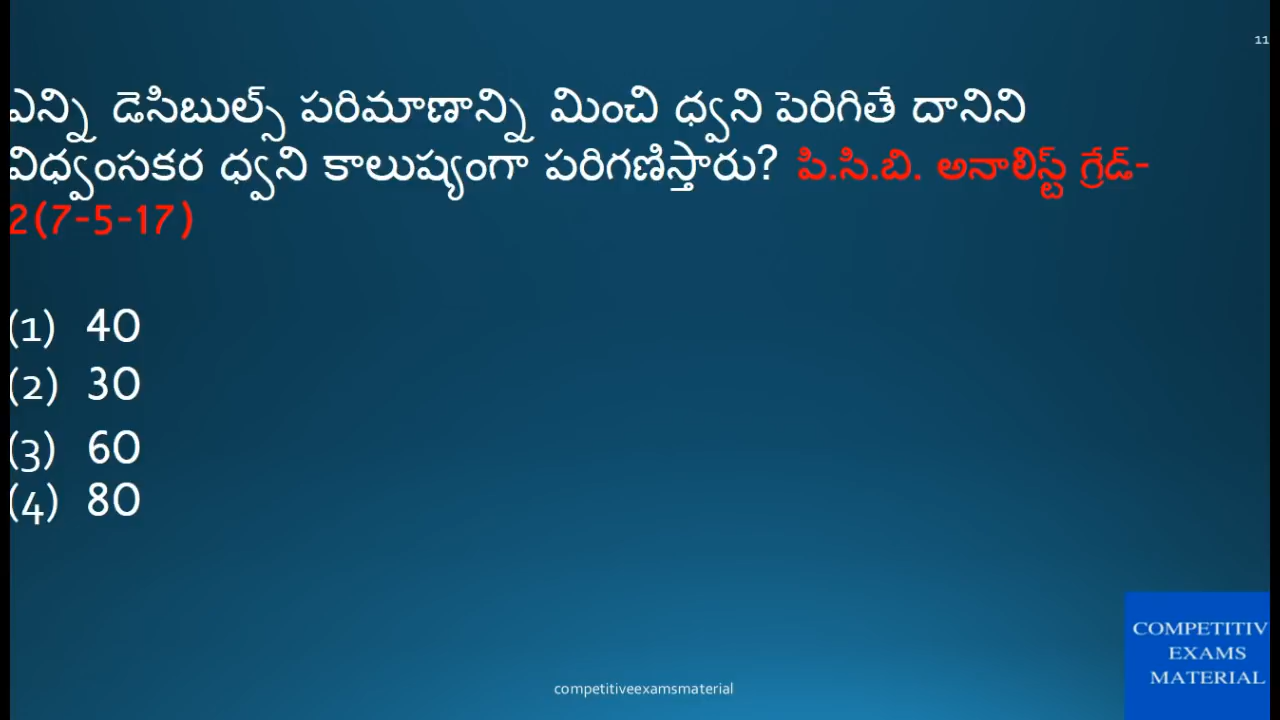 11
ఎన్ని డెసిబుల్స్ పరిమాణాన్ని మించి ధ్వని పెరిగితే దానిని
విధ్వంసకర ధ్వని కాలుష్యంగా పరిగణిస్తారు? పి.సి.బి. అనాలిస్ట్ గ్రేడ్-
2(7-5-17)
(1) 40
(2) 30
(3) 60
(4) 80
COMPETITIV
EXAMS
MATERIAL
competitiveexamsmaterial